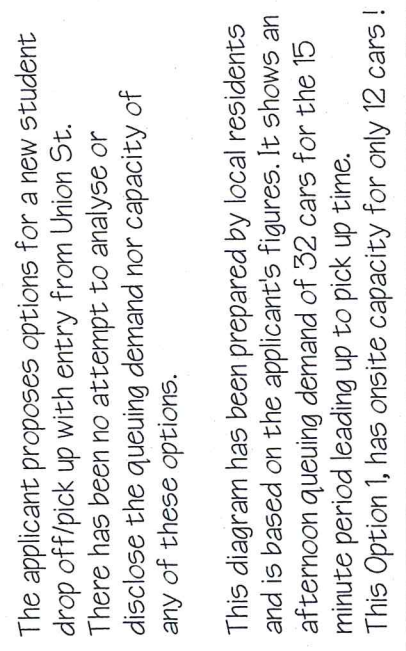 The applicant proposes options for a new student
drop off/pick up with entry from Union St.
There has been no attempt to analyse or
disclose the queuing demand nor capacity of
any of these options.
This diagram has been prepared by local residents
and is based on the applicant's figures. It shows an
afternoon queuing demand of 32 cars for the 15
minute period leading up to pick up time.
This Option 1, has onsite capacity for only 12 cars !